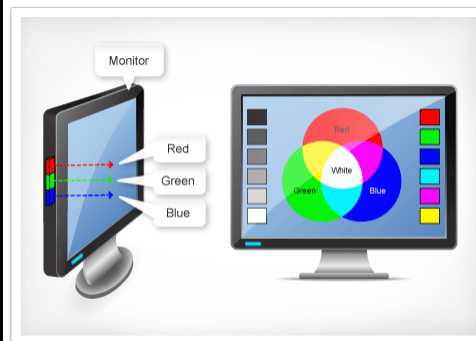 Monitor
Red
Green
Blue
Red
White
Green
Blue